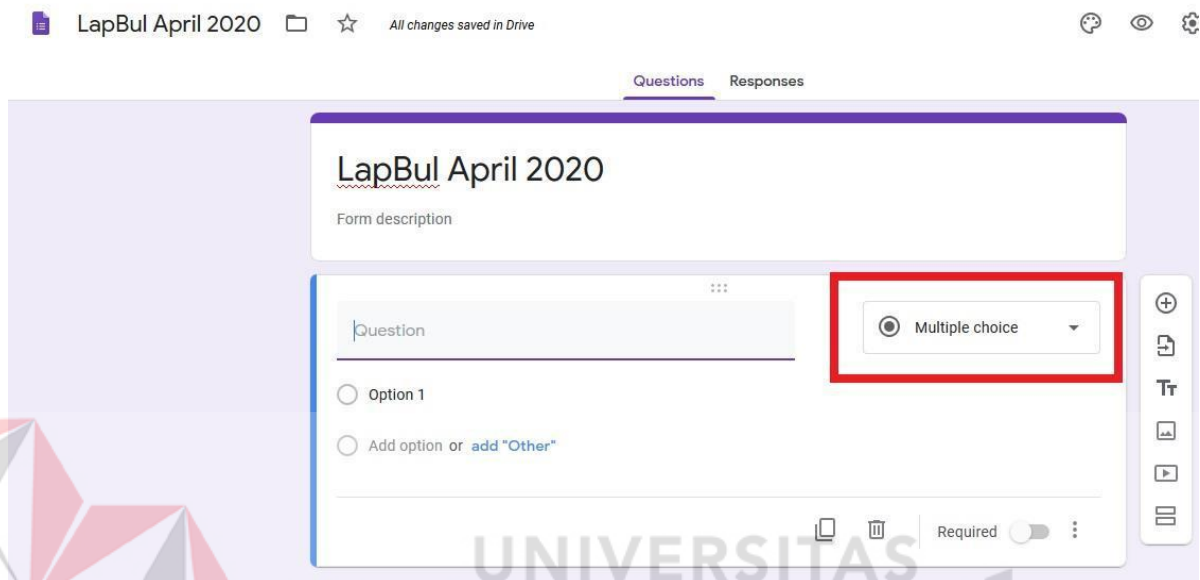 LapBul April 2020 All changes saved in Drive
Questions Responses
LapBul April 2020
Form description
Question Multiple choice
Option 1
Add option or add "Other"
Required
UNIVERSITAS